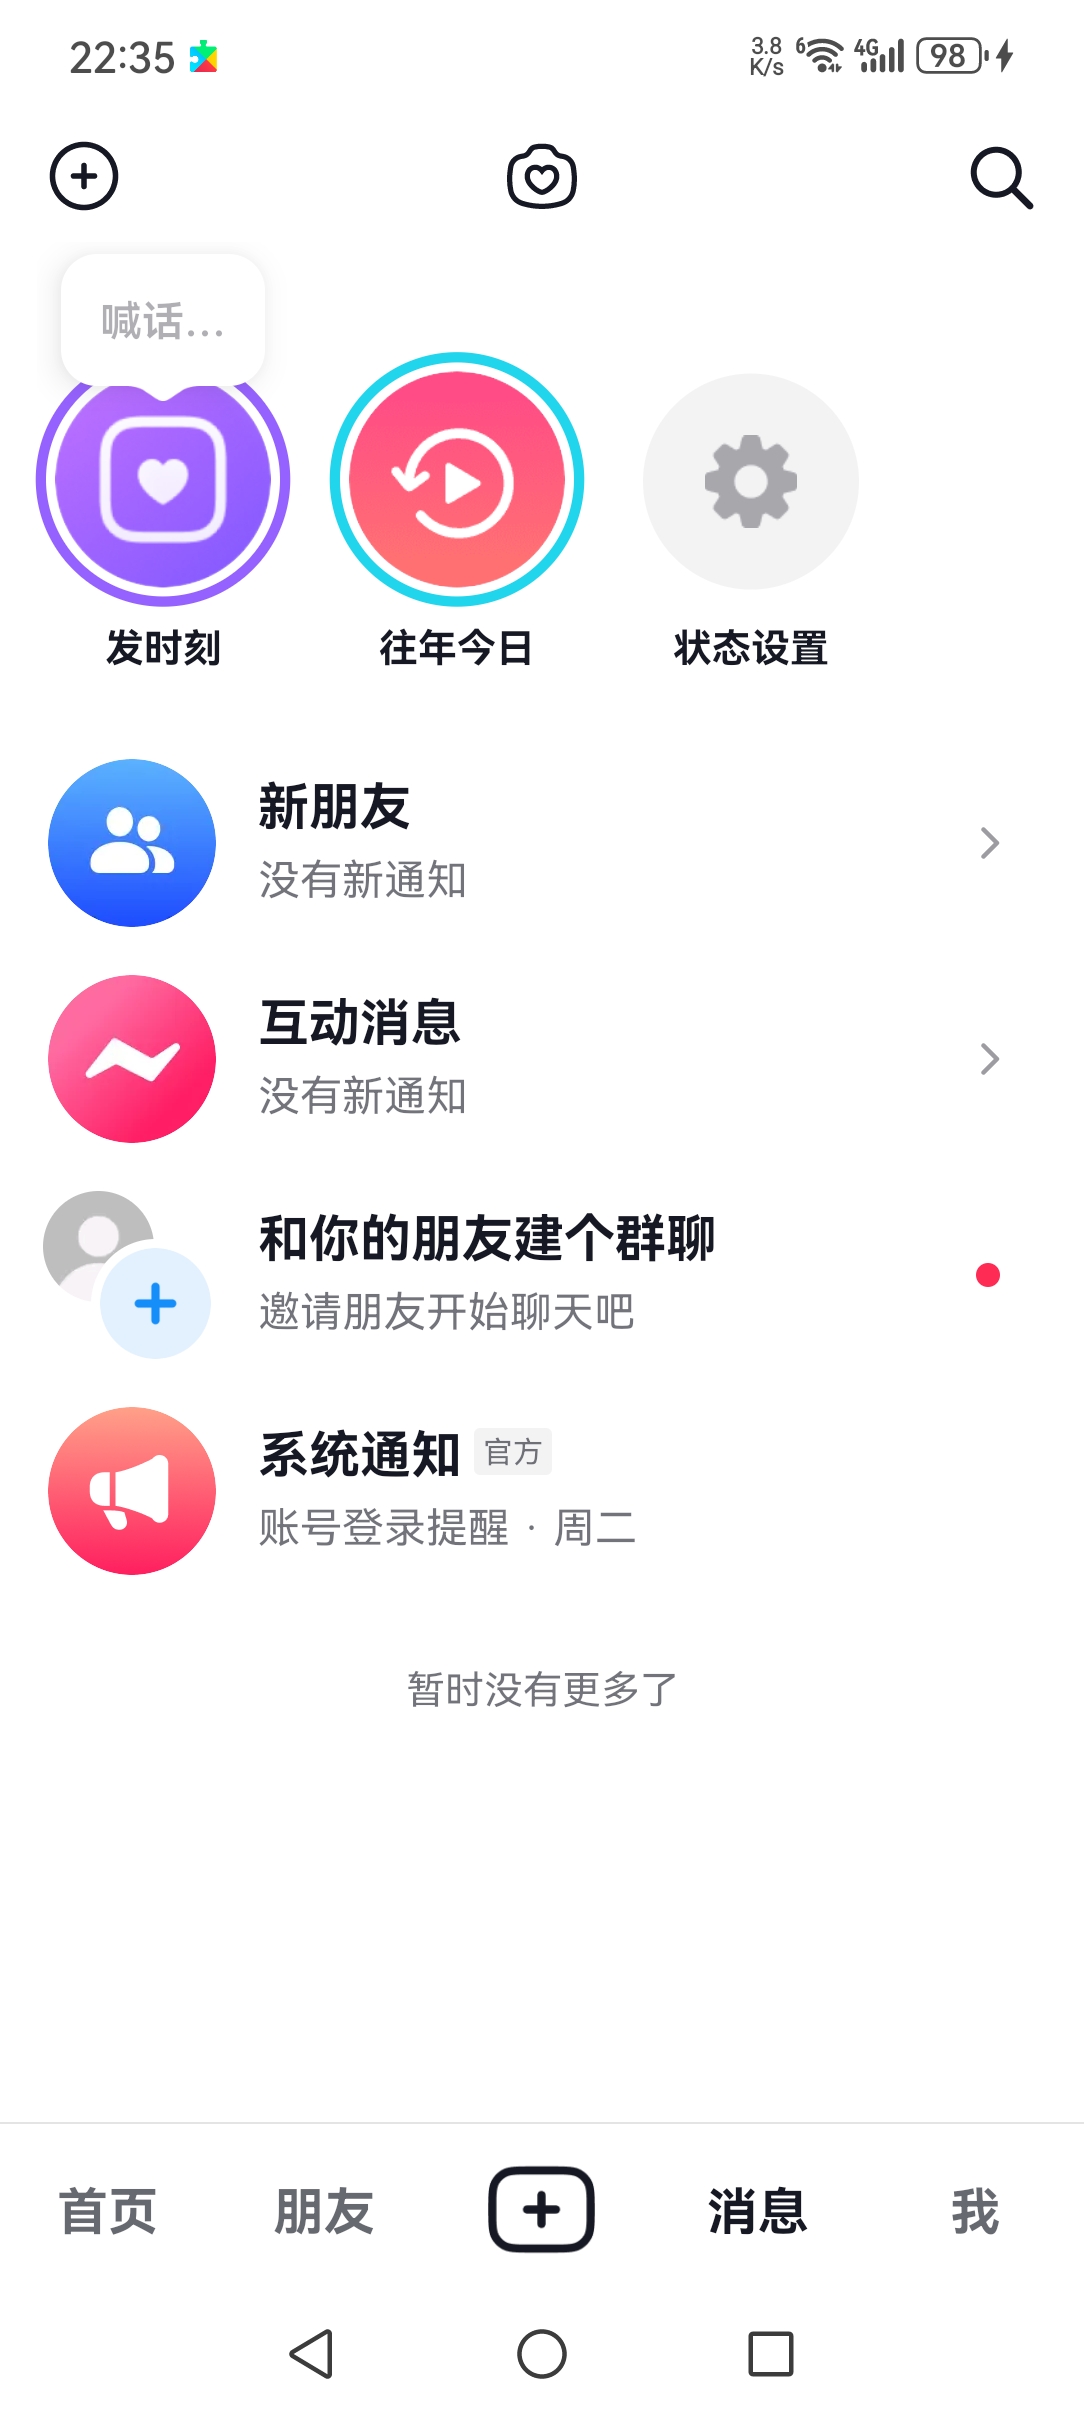 22:35
3.8 K/s
6
4G
98
喊话...
发时刻
往年今日
状态设置
新朋友
没有新通知
互动消息
没有新通知
和你的朋友建个群聊
邀请朋友开始聊天吧
系统通知 官方
账号登录提醒 · 周二
暂时没有更多了
首页 朋友 消息 我